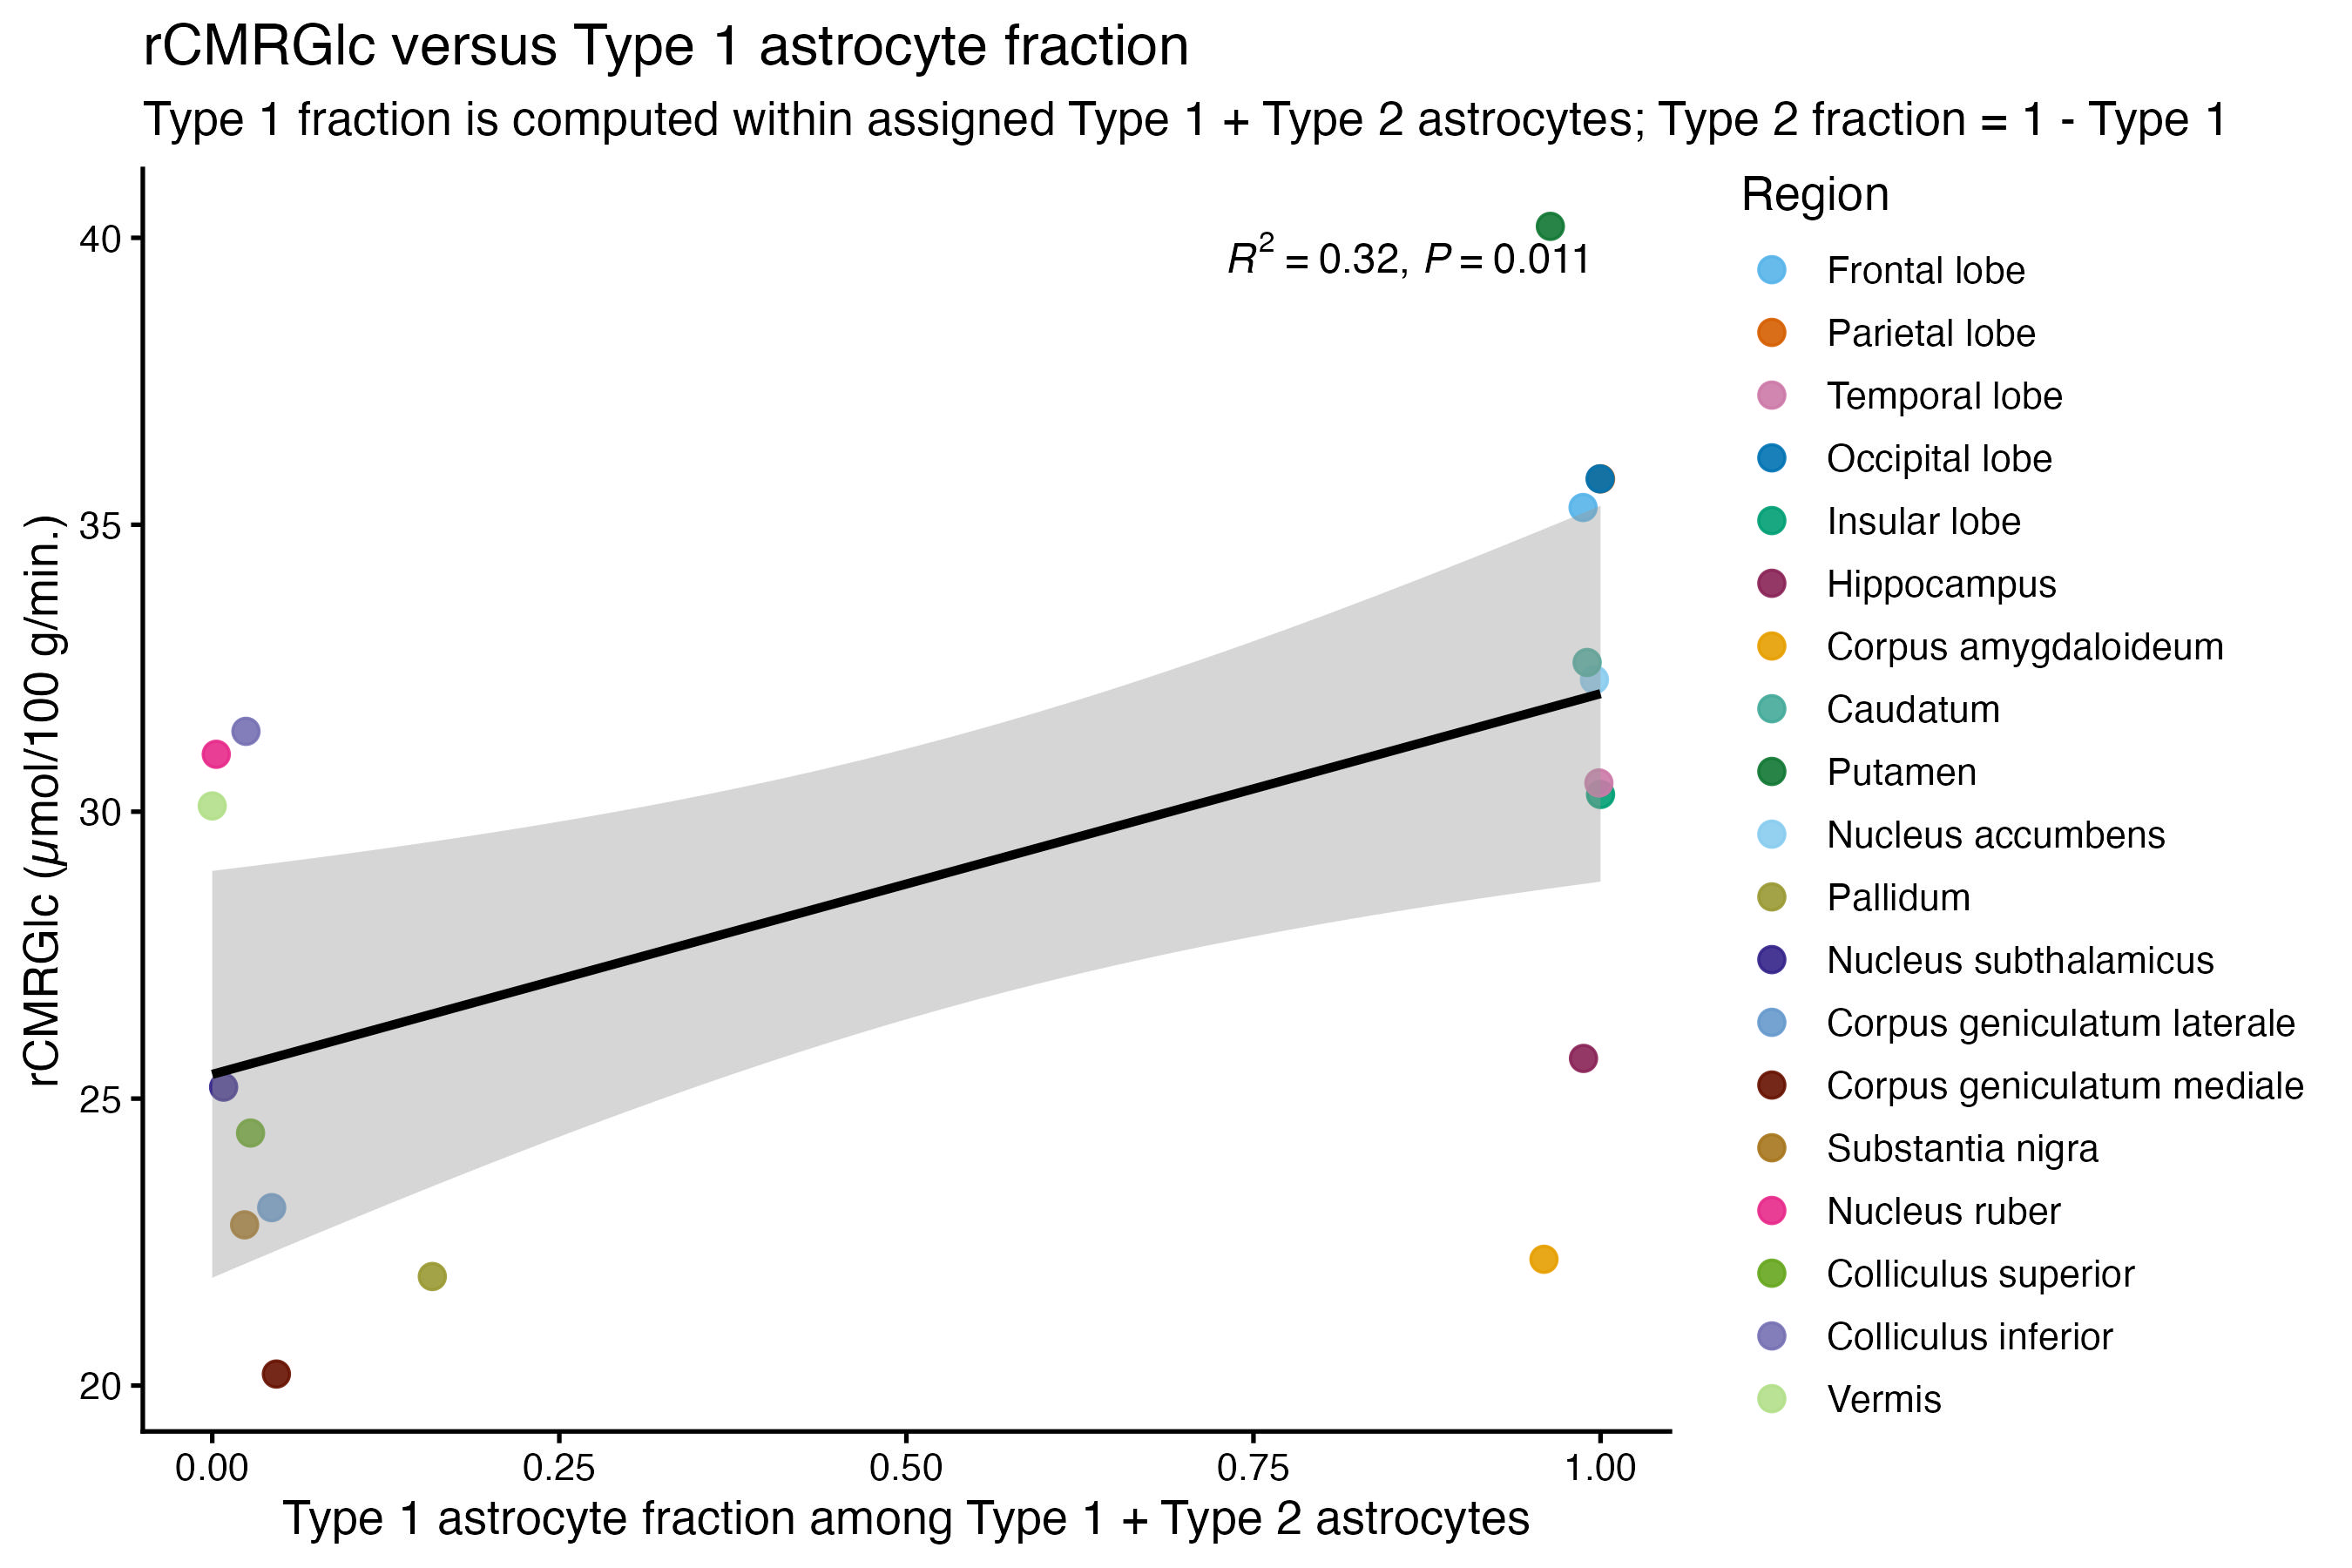 rCMRGlc versus Type 1 astrocyte fraction
Type 1 fraction is computed within assigned Type 1 + Type 2 astrocytes; Type 2 fraction = 1 - Type 1
R² = 0.32, P = 0.011
rCMRGlc (μmol/100 g/min.)
40
35
30
25
20
0.00 0.25 0.50 0.75 1.00
Type 1 astrocyte fraction among Type 1 + Type 2 astrocytes
Region
Frontal lobe
Parietal lobe
Temporal lobe
Occipital lobe
Insular lobe
Hippocampus
Corpus amygdaloideum
Caudatum
Putamen
Nucleus accumbens
Pallidum
Nucleus subthalamicus
Corpus geniculatum laterale
Corpus geniculatum mediale
Substantia nigra
Nucleus ruber
Colliculus superior
Colliculus inferior
Vermis